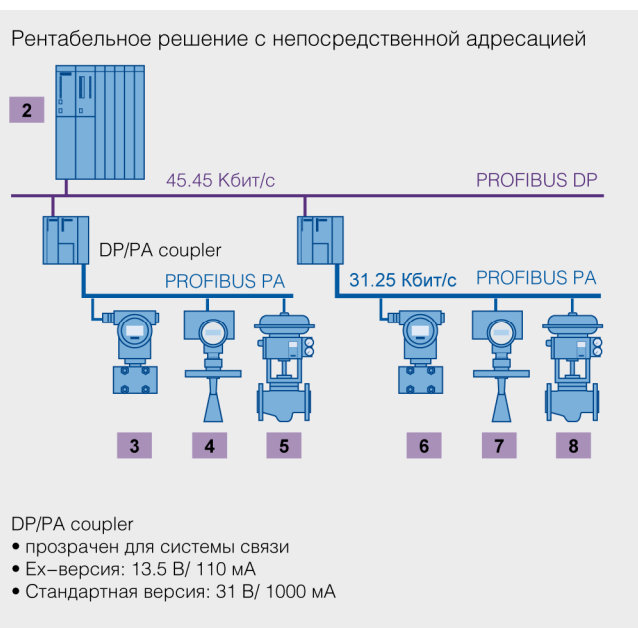 Рентабельное решение с непосредственной адресацией
2
45.45 Кбит/с
PROFIBUS DP
DP/PA coupler
PROFIBUS PA
31.25 Кбит/с
PROFIBUS PA
3
4
5
6
7
8
DP/PA coupler
• прозрачен для системы связи
• Ex–версия: 13.5 В/ 110 мА
• Стандартная версия: 31 В/ 1000 мА